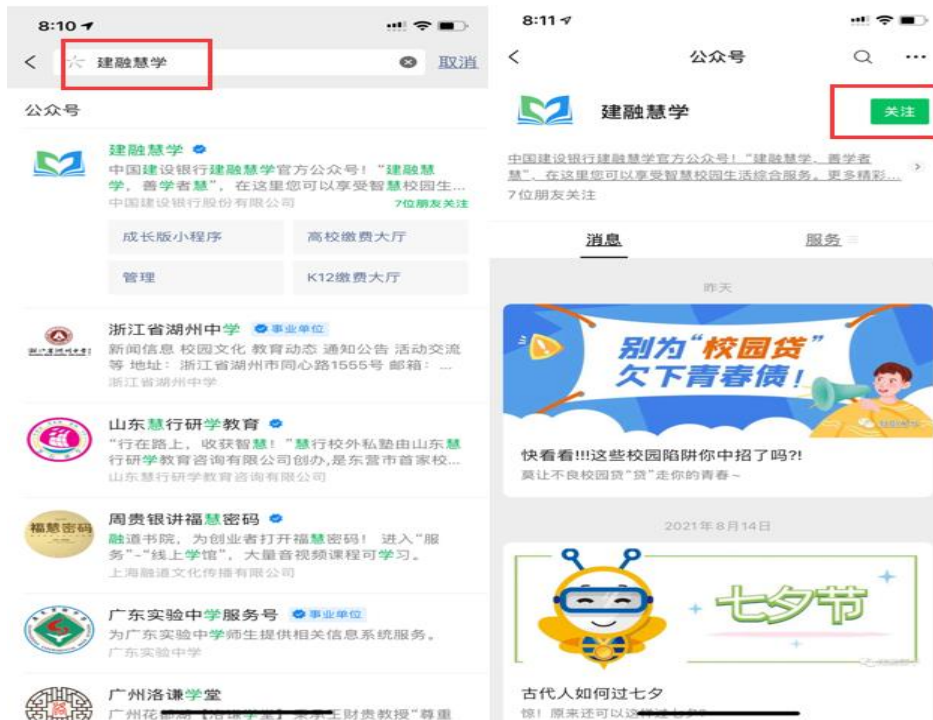 8:10
建融慧学
取消
公众号
建融慧学
中国建设银行建融慧学官方公众号！“建融慧
学，善学者慧”，在这里您可以享受智慧校园生...
中国建设银行股份有限公司
7位朋友关注
成长版小程序
高校缴费大厅
管理
K12缴费大厅
浙江省湖州中学
事业单位
新闻信息 校园文化 教育动态 通知公告 活动交流
等 地址：浙江省湖州市同心路1555号 邮箱：...
浙江省湖州中学
山东慧行研学教育
“行在路上，收获智慧！”慧行校外私塾由山东慧
行研学教育咨询有限公司创办,是东营市首家校...
山东慧行研学教育咨询有限公司
福慧密码
周贵银讲福慧密码
融道书院，为创业者打开福慧密码！ 进入“服
务”-“线上学馆”，大量音视频课程可学习。
上海融道文化传播有限公司
广东实验中学服务号
事业单位
为广东实验中学师生提供相关信息系统服务。
广东实验中学
广州洛谦学堂
8:11
公众号
建融慧学
关注
中国建设银行建融慧学官方公众号！“建融慧学，善学者
慧”，在这里您可以享受智慧校园生活综合服务。更多精彩...
7位朋友关注
消息
服务
昨天
别为“校园贷”
欠下青春债！
快看看!!!这些校园陷阱你中招了吗?!
莫让不良校园贷“贷”走你的青春~
2021年8月14日
七夕节
古代人如何过七夕
惊！原来还可以这样过七夕？